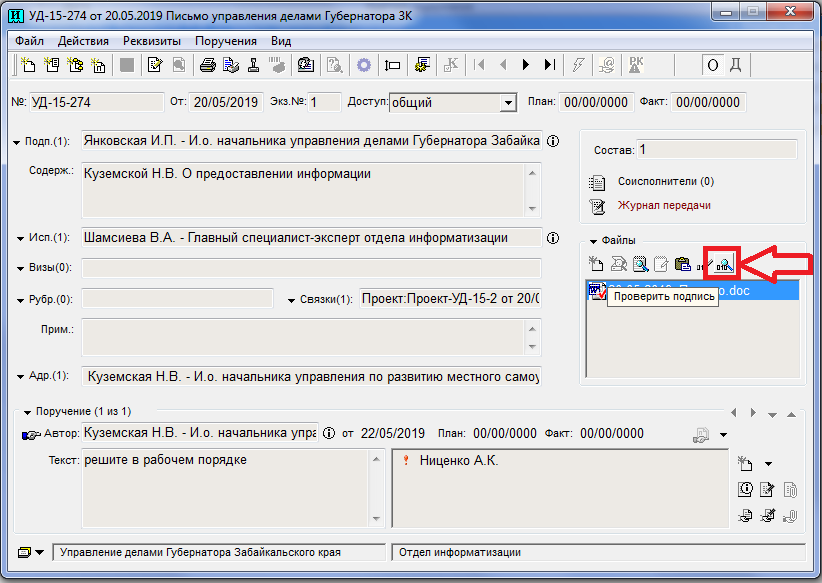 УД-15-274 от 20.05.2019 Письмо управления делами Губернатора ЗК
Файл Действия Реквизиты Поручения Вид
О Д
№: УД-15-274 От: 20/05/2019 Экз.№: 1 Доступ: общий План: 00/00/0000 Факт: 00/00/0000
Подп.(1): Янковская И.П. - И.о. начальника управления делами Губернатора Забайка
Состав: 1
Содерж.: Куземской Н.В. О предоставлении информации
Соисполнители (0)
Журнал передачи
Исп.(1): Шамсиева В.А. - Главный специалист-эксперт отдела информатизации
Файлы
Визы(0):
.doc
Проверить подпись
Рубр.(0): Связки(1): Проект:Проект-УД-15-2 от 20/0
Прим.:
Адр.(1): Куземская Н.В. - И.о. начальника управления по развитию местного самоу
Поручение (1 из 1)
Автор: Куземская Н.В. - И.о. начальника упра от 22/05/2019 План: 00/00/0000 Факт: 00/00/0000
Текст: решите в рабочем порядке
! Ниценко А.К.
Управление делами Губернатора Забайкальского края
Отдел информатизации